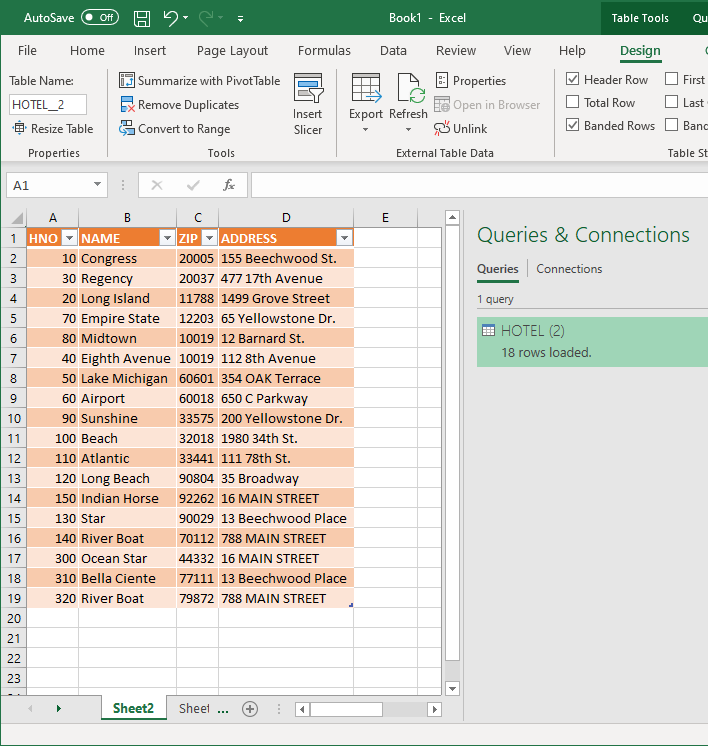 AutoSave Off Book1 - Excel Table Tools Qu
File Home Insert Page Layout Formulas Data Review View Help Design
Table Name:
HOTEL__2
Resize Table
Properties
Summarize with PivotTable
Remove Duplicates
Convert to Range
Insert
Slicer
Tools
Export Refresh
Properties
Open in Browser
Unlink
External Table Data
Header Row First
Total Row Last
Banded Rows Band
Table St
A1 fx
A B C D E
1 HNO NAME ZIP ADDRESS
2 10 Congress 20005 155 Beechwood St.
3 30 Regency 20037 477 17th Avenue
4 20 Long Island 11788 1499 Grove Street
5 70 Empire State 12203 65 Yellowstone Dr.
6 80 Midtown 10019 12 Barnard St.
7 40 Eighth Avenue 10019 112 8th Avenue
8 50 Lake Michigan 60601 354 OAK Terrace
9 60 Airport 60018 650 C Parkway
10 90 Sunshine 33575 200 Yellowstone Dr.
11 100 Beach 32018 1980 34th St.
12 110 Atlantic 33441 111 78th St.
13 120 Long Beach 90804 35 Broadway
14 150 Indian Horse 92262 16 MAIN STREET
15 130 Star 90029 13 Beechwood Place
16 140 River Boat 70112 788 MAIN STREET
17 300 Ocean Star 44332 16 MAIN STREET
18 310 Bella Ciente 77111 13 Beechwood Place
19 320 River Boat 79872 788 MAIN STREET
20
21
22
23
Sheet2 Sheet ...
Queries & Connections
Queries Connections
1 query
HOTEL (2)
18 rows loaded.